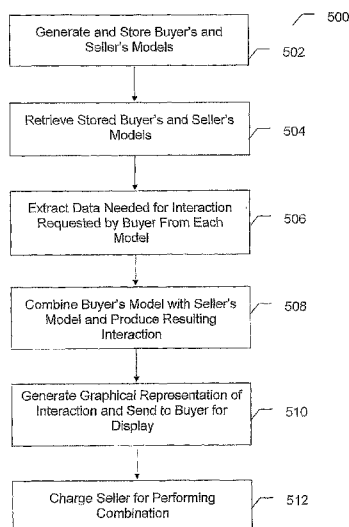 500
Generate and Store Buyer's and
Seller's Models
502
Retrieve Stored Buyer's and Seller's
Models
504
Extract Data Needed for Interaction
Requested by Buyer From Each
Model
506
Combine Buyer's Model with Seller's
Model and Produce Resulting
Interaction
508
Generate Graphical Representation of
Interaction and Send to Buyer for
Display
510
Charge Seller for Performing
Combination
512